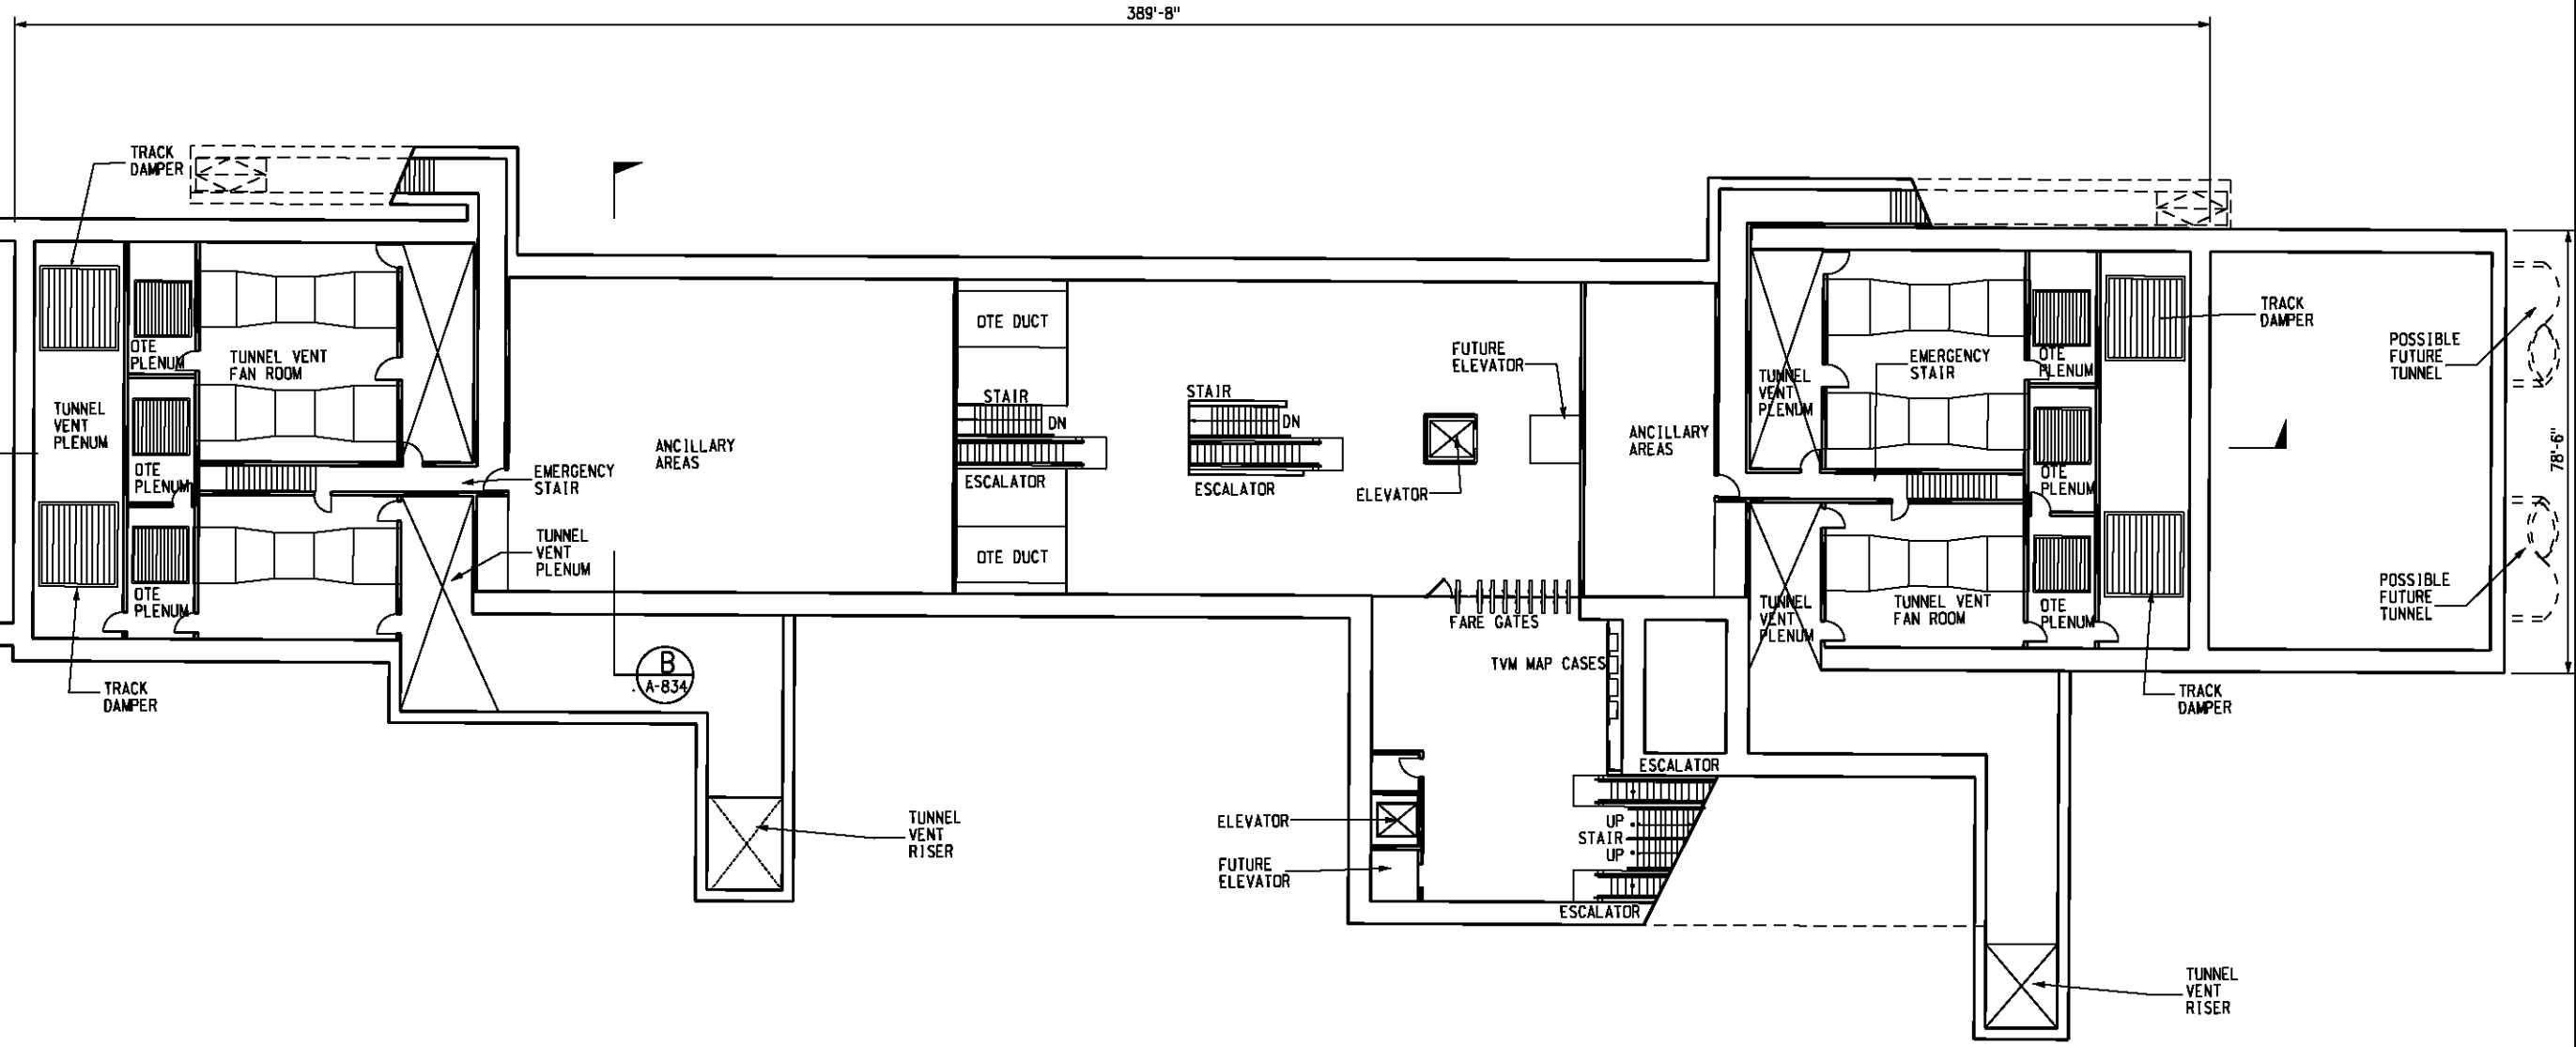 389'-8"
TRACK
DAMPER
OTE
PLENUM
TUNNEL VENT
FAN ROOM
TUNNEL
VENT
PLENUM
OTE
PLENUM
OTE
PLENUM
TRACK
DAMPER
EMERGENCY
STAIR
TUNNEL
VENT
PLENUM
ANCILLARY
AREAS
B
A-834
TUNNEL
VENT
RISER
OTE DUCT
STAIR
DN
ESCALATOR
OTE DUCT
STAIR
DN
ESCALATOR
FUTURE
ELEVATOR
ELEVATOR
FARE GATES
TVM MAP CASES
ESCALATOR
ELEVATOR
UP
STAIR
UP
FUTURE
ELEVATOR
ESCALATOR
ANCILLARY
AREAS
TUNNEL
VENT
PLENUM
EMERGENCY
STAIR
OTE
PLENUM
OTE
PLENUM
TUNNEL
VENT
PLENUM
TUNNEL VENT
FAN ROOM
OTE
PLENUM
TRACK
DAMPER
TRACK
DAMPER
POSSIBLE
FUTURE
TUNNEL
POSSIBLE
FUTURE
TUNNEL
78'-6"
TUNNEL
VENT
RISER